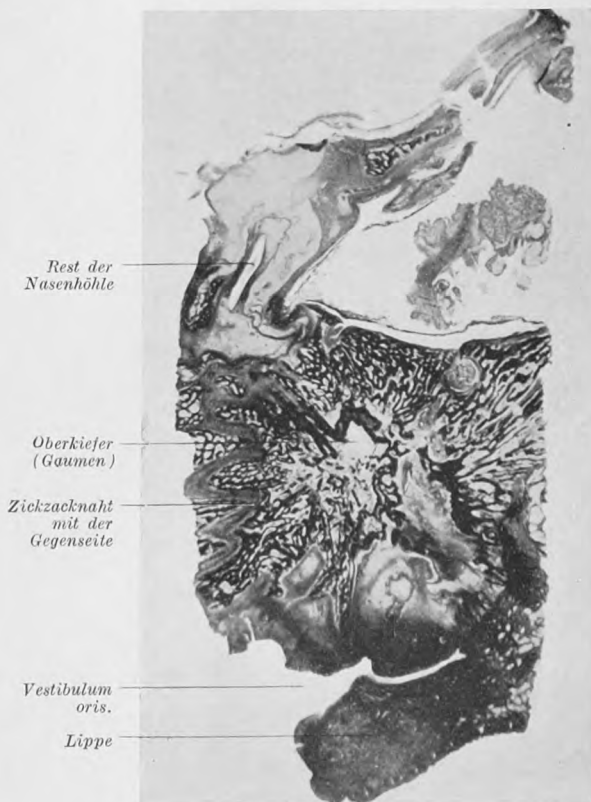 Rest der
Nasenhöhle
Oberkiefer
(Gaumen)
Zickzacknaht
mit der
Gegenseite
Vestibulum
oris.
Lippe